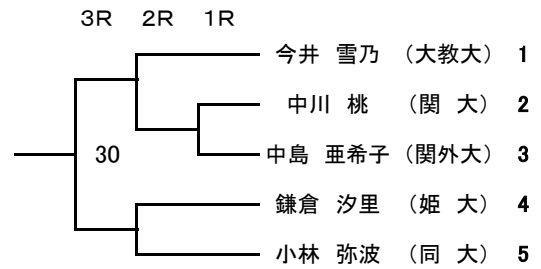 3R 2R 1R
今井 雪乃 (大教大) 1
中川 桃 (関 大) 2
30 中島 亜希子 (関外大) 3
鎌倉 汐里 (姫 大) 4
小林 弥波 (同 大) 5